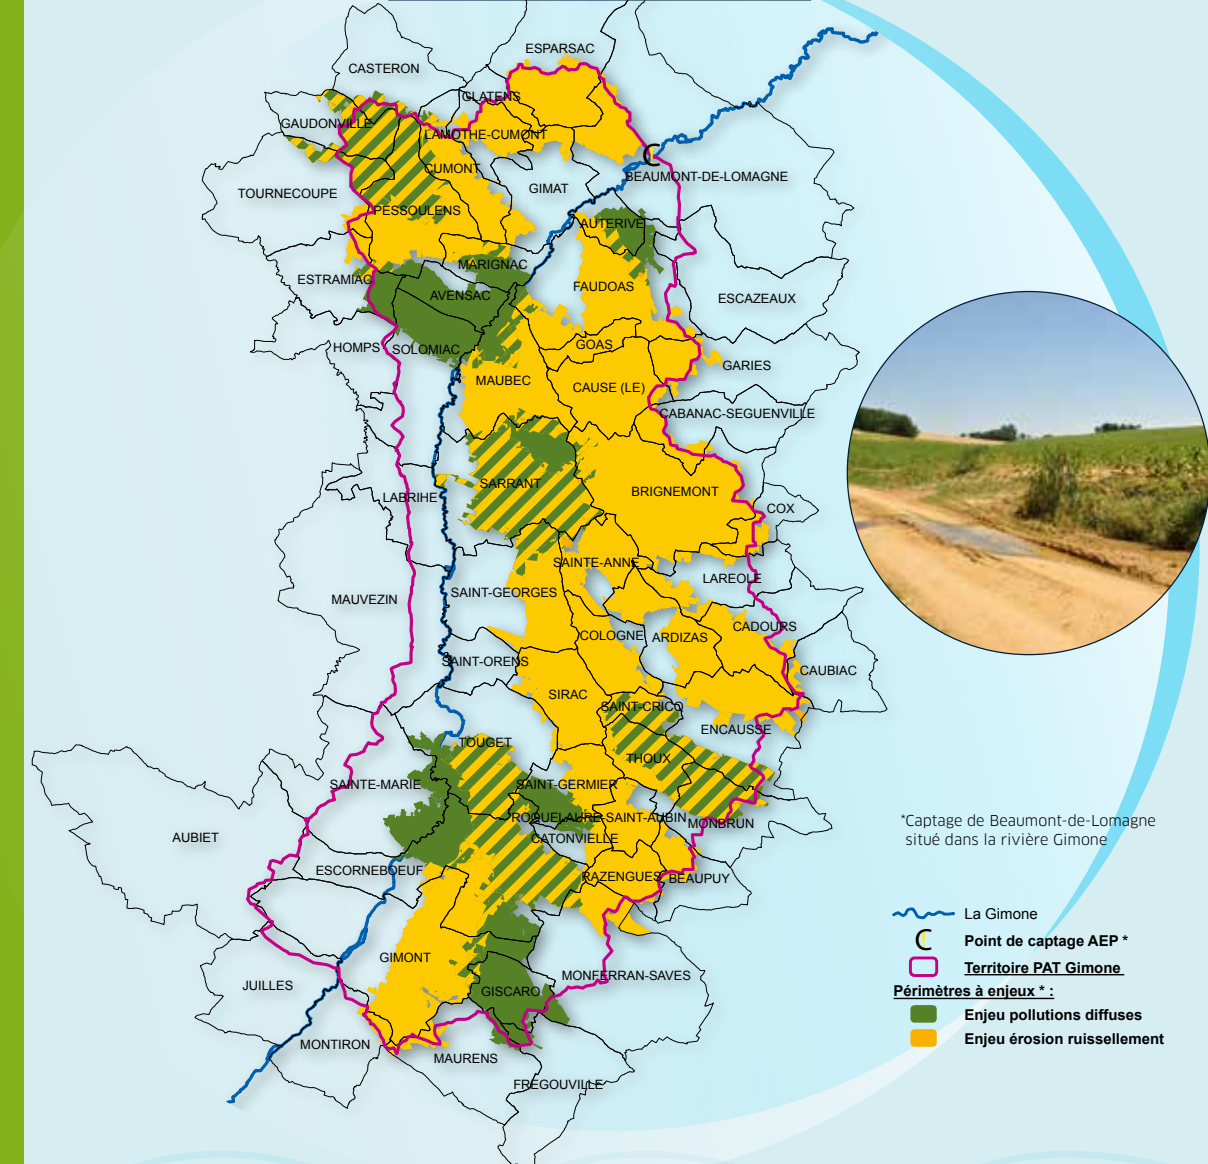 ESPARSAC
CASTERON
GLATENS
GAUDONVILLE
LAMOTHE-CUMONT
CUMONT
BEAUMONT-DE-LOMAGNE
GIMAT
TOURNECOUPE
PESSOULENS
AUTERIVE
MARIGNAC
ESTRAMIAC
FAUDOAS
AVENSAC
ESCAZEAUX
GOAS
HOMPS
SOLOMIAC
GARIES
MAUBEC
CAUSE (LE)
CABANAC-SEGUENVILLE
SARRANT
BRIGNEMONT
LABRIHE
COX
SAINTE-ANNE
LAREOLE
SAINT-GEORGES
MAUVEZIN
CADOURS
COLOGNE
ARDIZAS
SAINT-ORENS
CAUBIAC
SIRAC
SAINT-CRICQ
ENCAUSSE
TOUGET
THOUX
SAINTE-MARIE
SAINT-GERMIER
ROQUELAURE-SAINT-AUBIN
MONBRUN
AUBIET
CATONVIELLE
ESCORNEBOEUF
RAZENGUES
BEAUPUY
GIMONT
MONFERRAN-SAVES
JUILLES
GISCARO
MONTIRON
MAURENS
FREGOUVILLE
*Captage de Beaumont-de-Lomagne
situé dans la rivière Gimone
La Gimone
Point de captage AEP *
Territoire PAT Gimone
Périmètres à enjeux * :
Enjeu pollutions diffuses
Enjeu érosion ruissellement